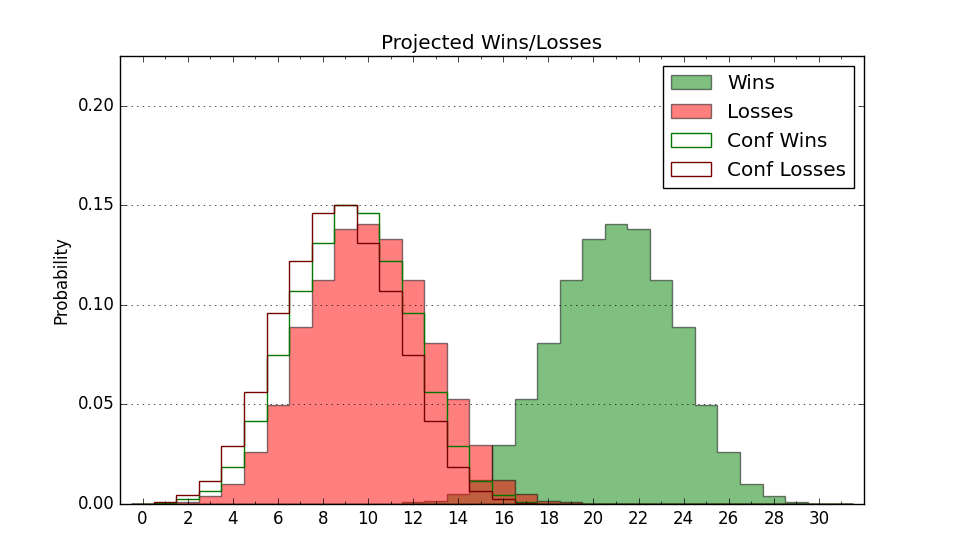 Projected Wins/Losses
Wins
Losses
Conf Wins
Conf Losses
Probability
0.20
0.15
0.10
0.05
0.00
0 2 4 6 8 10 12 14 16 18 20 22 24 26 28 30